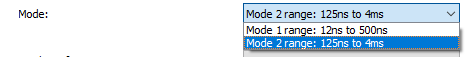 Mode: Mode 2 range: 125ns to 4ms
Mode 1 range: 12ns to 500ns
Mode 2 range: 125ns to 4ms